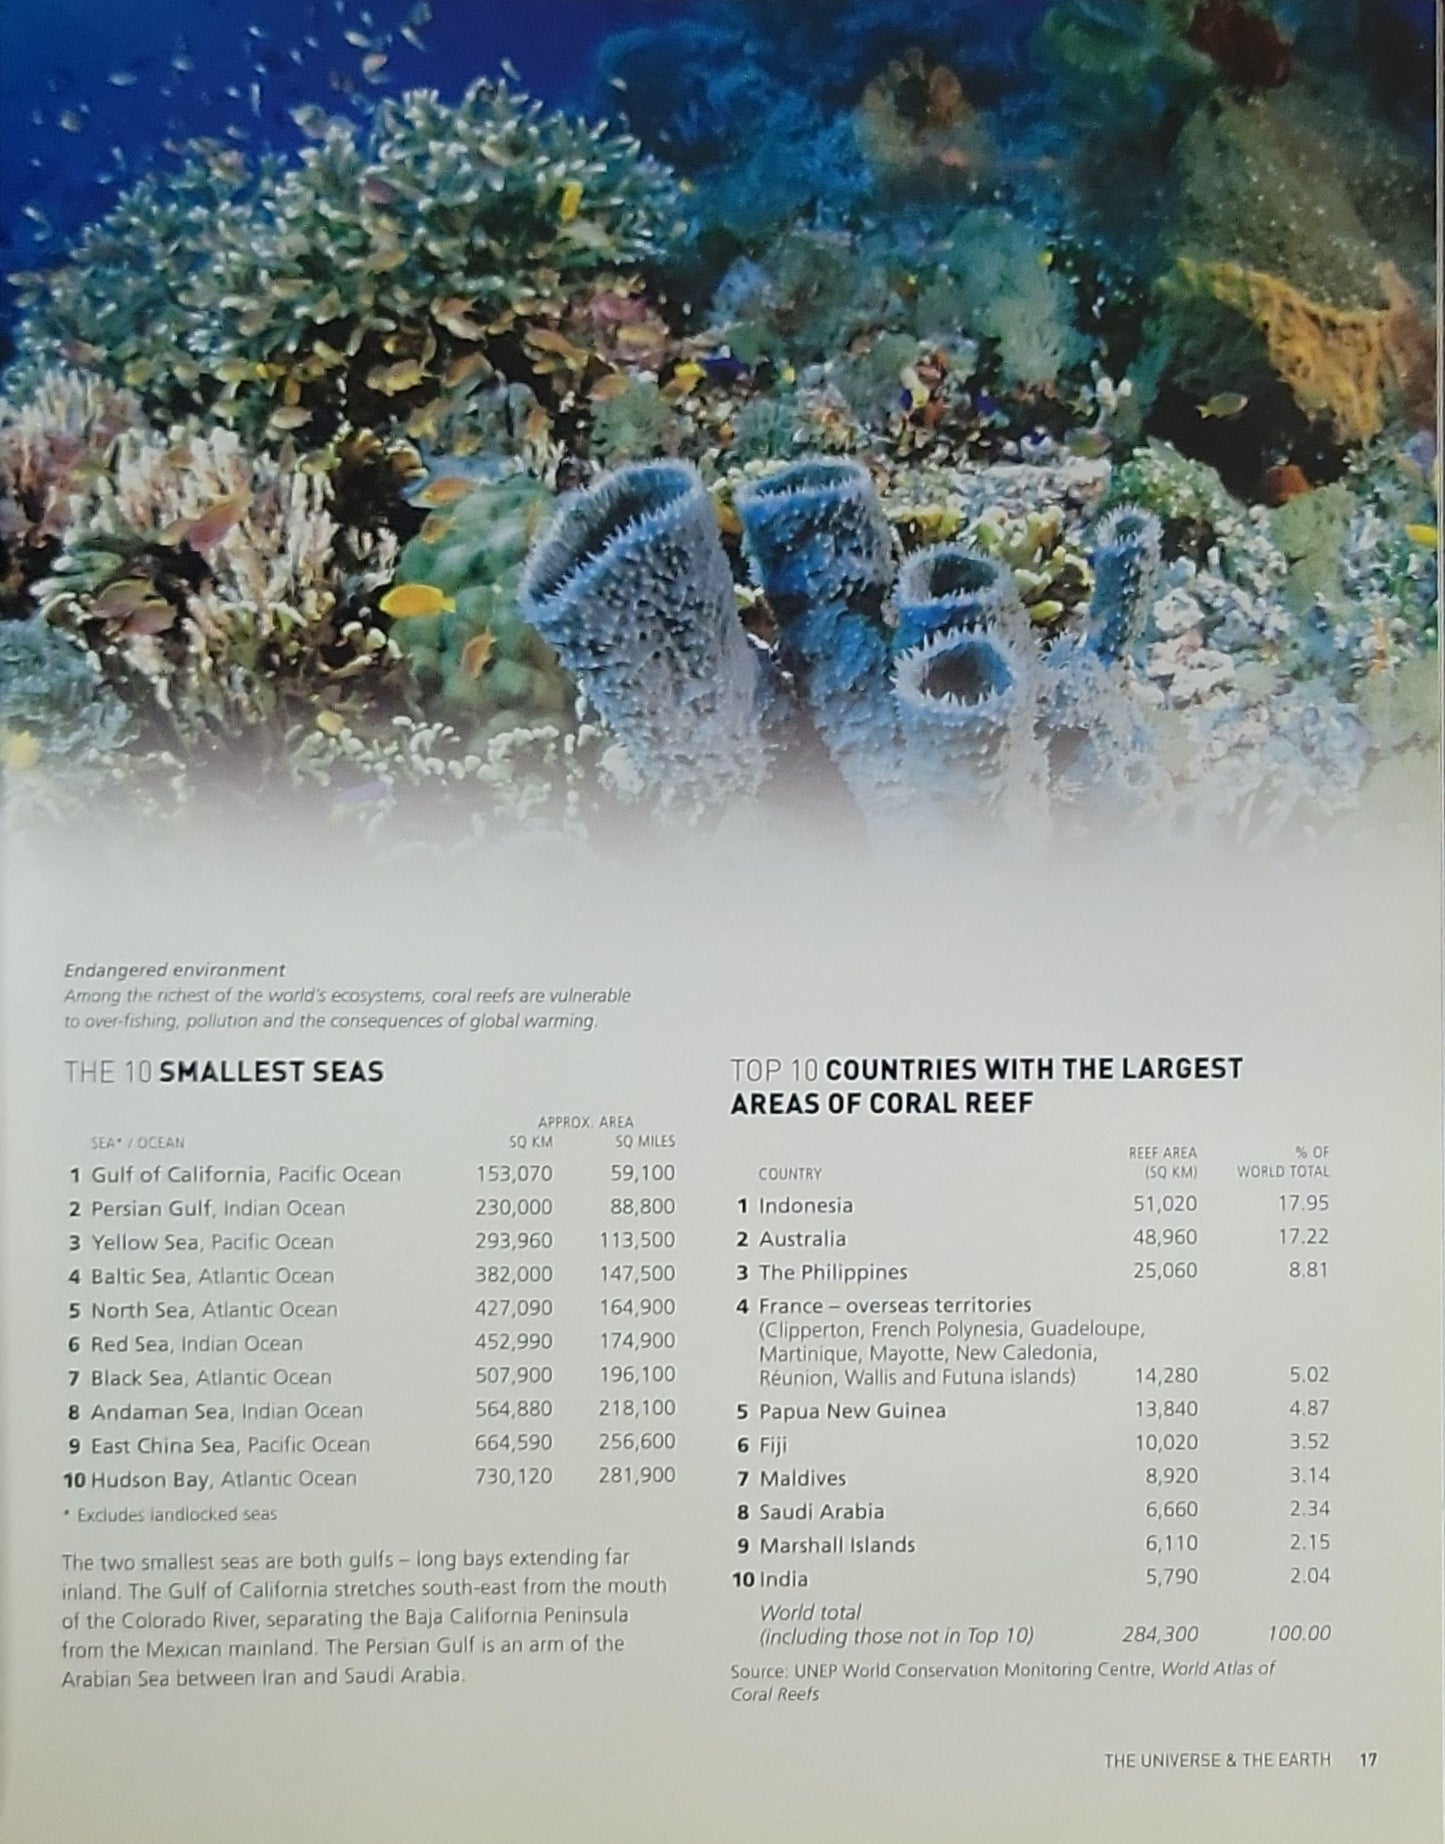 Endangered environment
Among the richest of the world's ecosystems, coral reefs are vulnerable
to over-fishing, pollution and the consequences of global warming.
THE 10 SMALLEST SEAS
APPROX. AREA
SEA* / OCEAN SQ KM SQ MILES
1 Gulf of California, Pacific Ocean 153,070 59,100
2 Persian Gulf, Indian Ocean 230,000 88,800
3 Yellow Sea, Pacific Ocean 293,960 113,500
4 Baltic Sea, Atlantic Ocean 382,000 147,500
5 North Sea, Atlantic Ocean 427,090 164,900
6 Red Sea, Indian Ocean 452,990 174,900
7 Black Sea, Atlantic Ocean 507,900 196,100
8 Andaman Sea, Indian Ocean 564,880 218,100
9 East China Sea, Pacific Ocean 664,590 256,600
10 Hudson Bay, Atlantic Ocean 730,120 281,900
* Excludes landlocked seas
The two smallest seas are both gulfs – long bays extending far
inland. The Gulf of California stretches south-east from the mouth
of the Colorado River, separating the Baja California Peninsula
from the Mexican mainland. The Persian Gulf is an arm of the
Arabian Sea between Iran and Saudi Arabia.
TOP 10 COUNTRIES WITH THE LARGEST
AREAS OF CORAL REEF
REEF AREA % OF
COUNTRY (SQ KM) WORLD TOTAL
1 Indonesia 51,020 17.95
2 Australia 48,960 17.22
3 The Philippines 25,060 8.81
4 France – overseas territories
(Clipperton, French Polynesia, Guadeloupe,
Martinique, Mayotte, New Caledonia,
Réunion, Wallis and Futuna islands) 14,280 5.02
5 Papua New Guinea 13,840 4.87
6 Fiji 10,020 3.52
7 Maldives 8,920 3.14
8 Saudi Arabia 6,660 2.34
9 Marshall Islands 6,110 2.15
10 India 5,790 2.04
World total
(including those not in Top 10) 284,300 100.00
Source: UNEP World Conservation Monitoring Centre, World Atlas of
Coral Reefs
THE UNIVERSE & THE EARTH 17